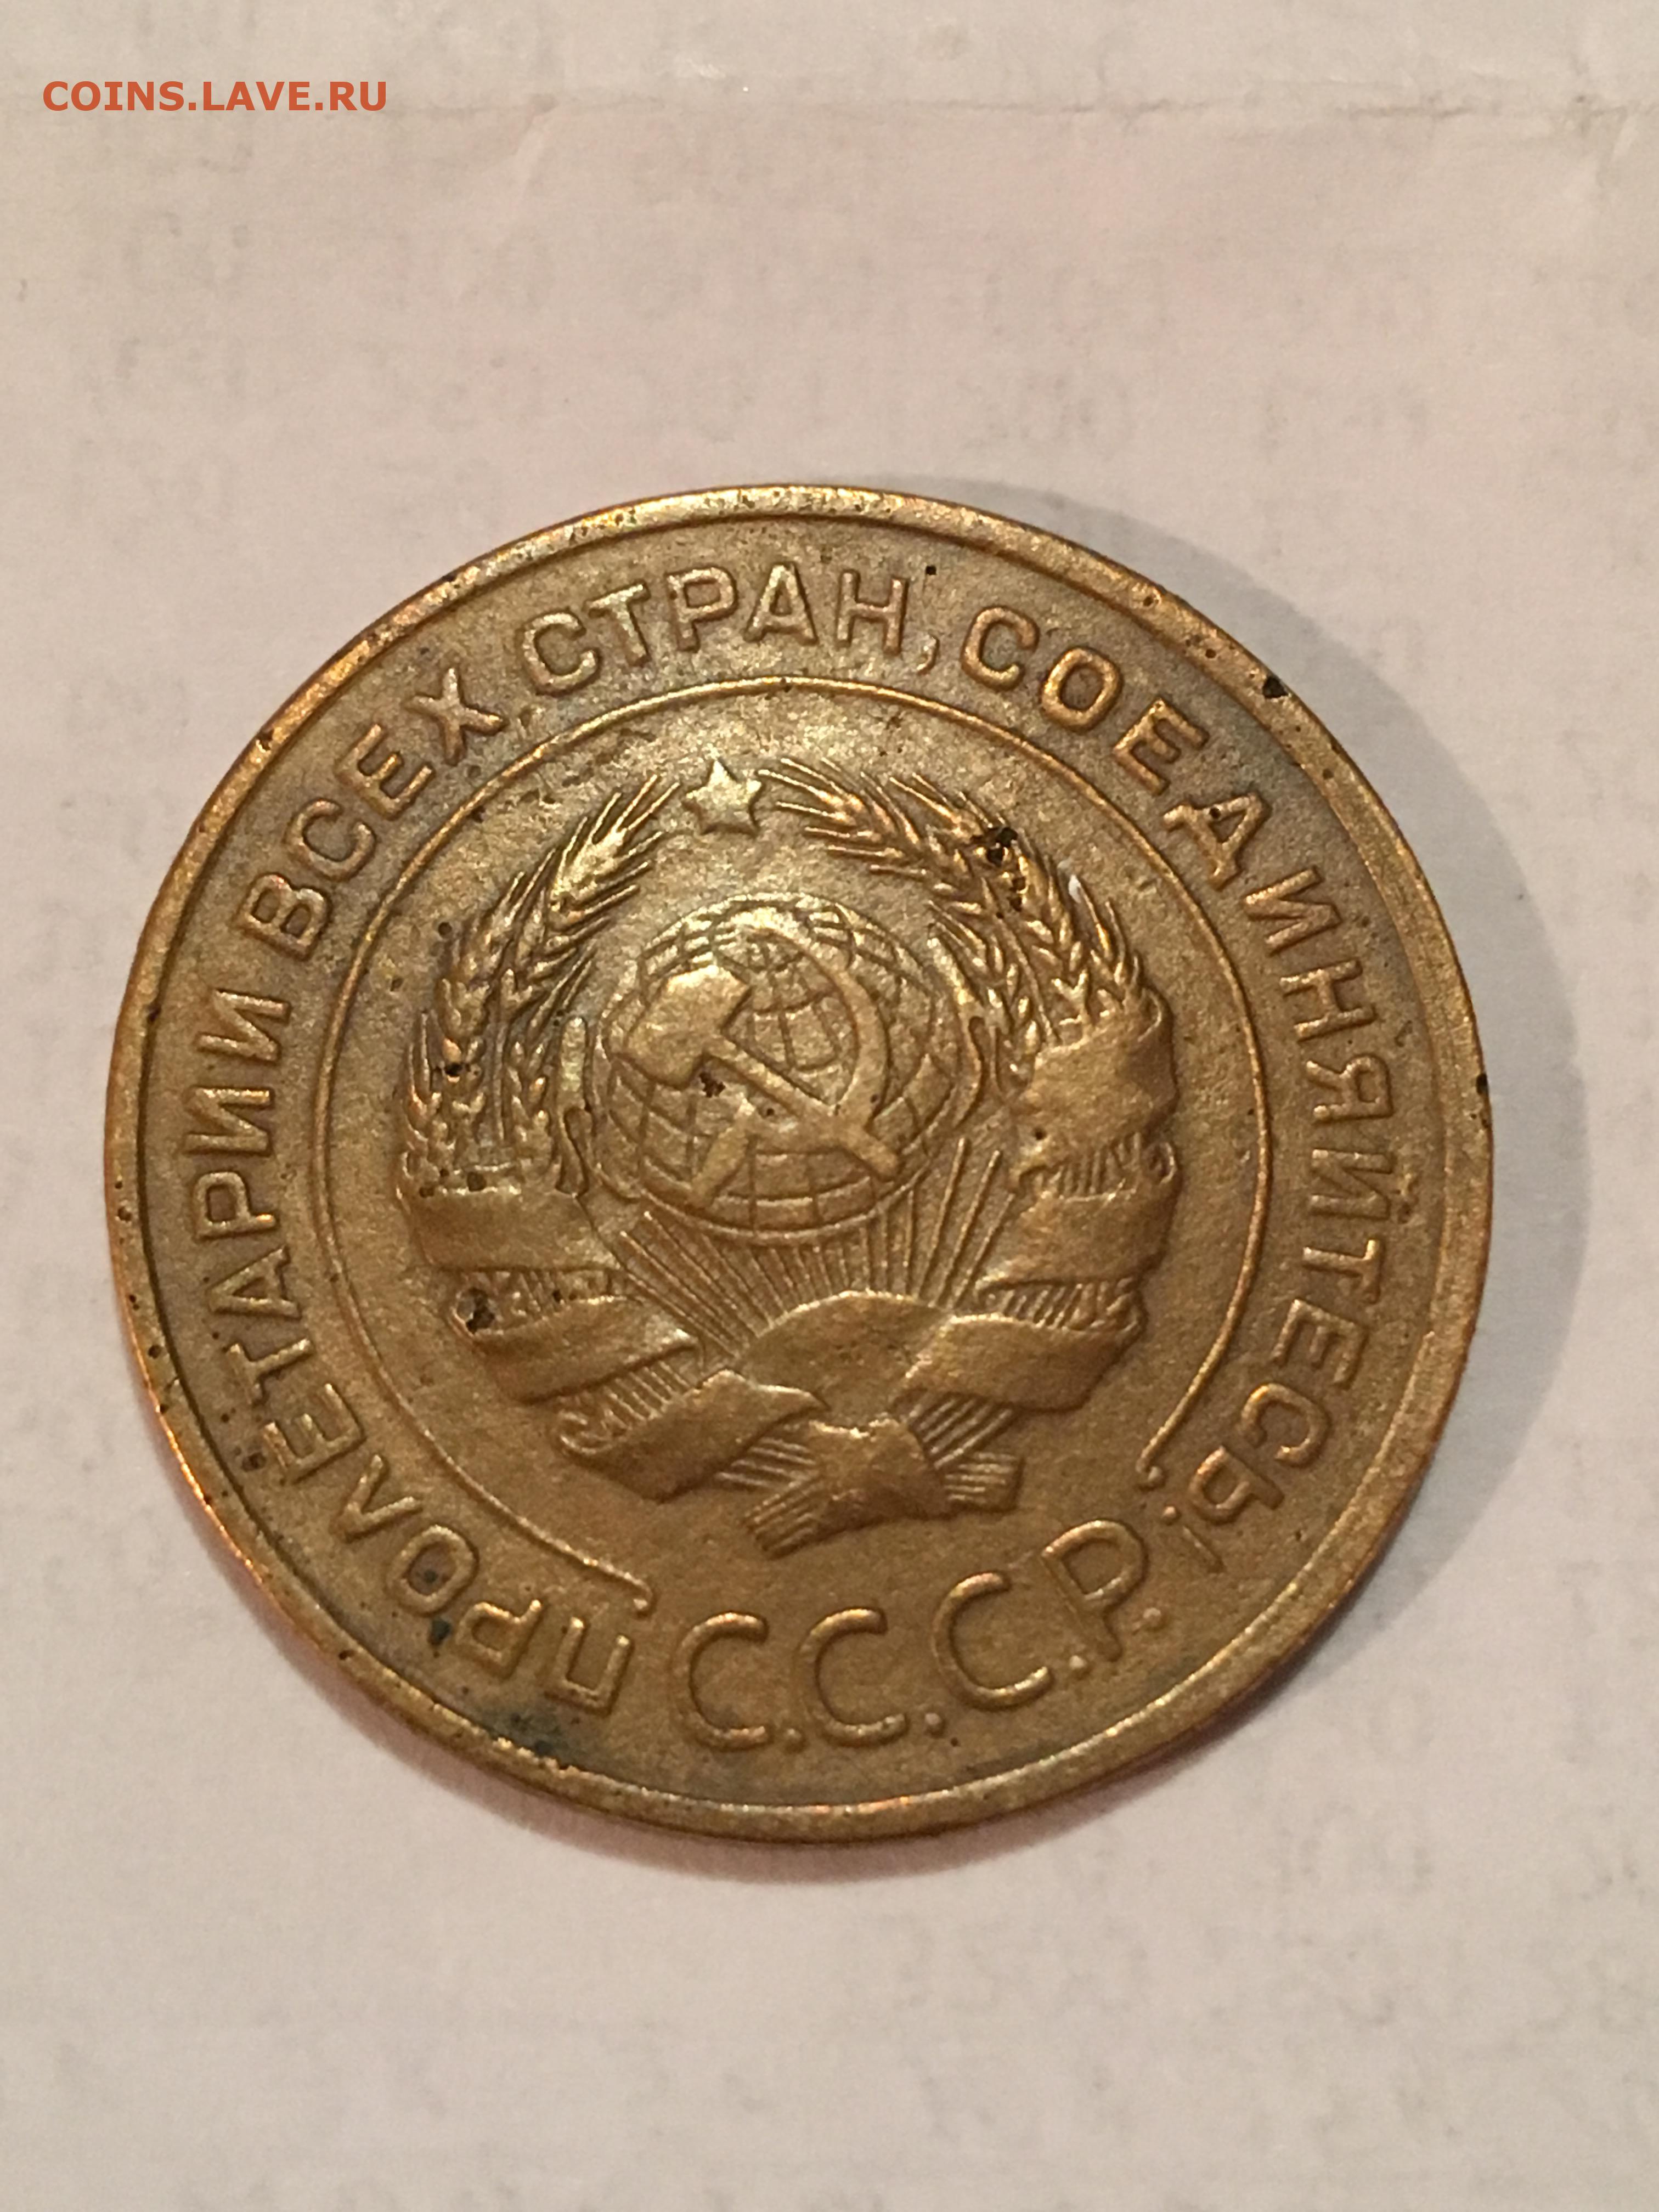 COINS.LAVE.RU
ПРОЛЕТАРИИ ВСЕХ СТРАН, СОЕДИНЯЙТЕСЬ!
С.С.С.Р.